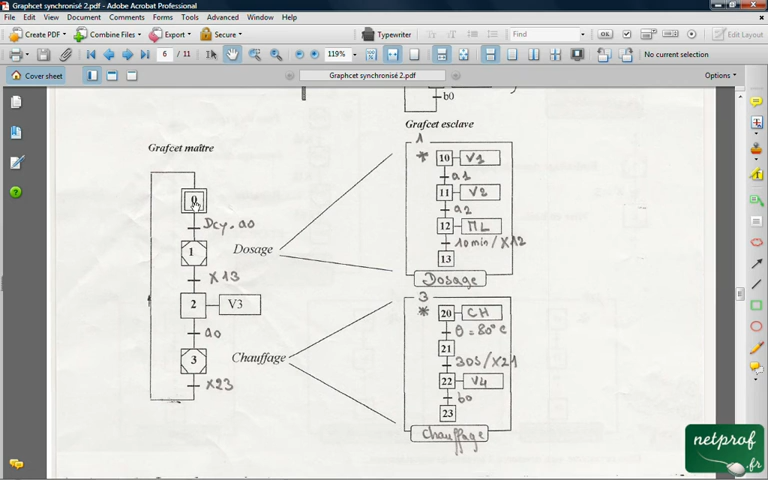 Graphcet synchronisé 2.pdf - Adobe Acrobat Professional
File Edit View Document Comments Forms Tools Advanced Window Help
Create PDF Combine Files Export Secure Typewriter Find Edit Layout
6 / 11 119% No current selection
Cover sheet Graphcet synchronisé 2.pdf Options
b0
Grafcet esclave
Grafcet maître
0
Dcy.a0
1 Dosage
X13
2 V3
a0
3 Chauffage
X23
1
* 10 V1
a1
11 V2
a2
12 ML
10min/X12
13
Dosage
3
* 20 CH
θ = 80°C
21
30S/X21
22 V4
b0
23
Chauffage
netprof
.fr